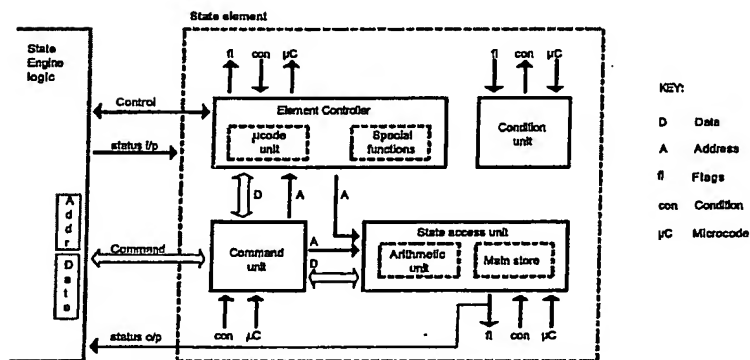 State element
State
Engine
logic
fl con µC
fl con µC
Control
Element Controller
µcode
unit
Special
functions
Condition
unit
status i/p
D A A
Addr
Data
Command
Command
unit
A
D
State access unit
Arithmetic
unit
Main store
con µC
fl con µC
status o/p
KEY:
D Data
A Address
fl Flags
con Condition
µC Microcode